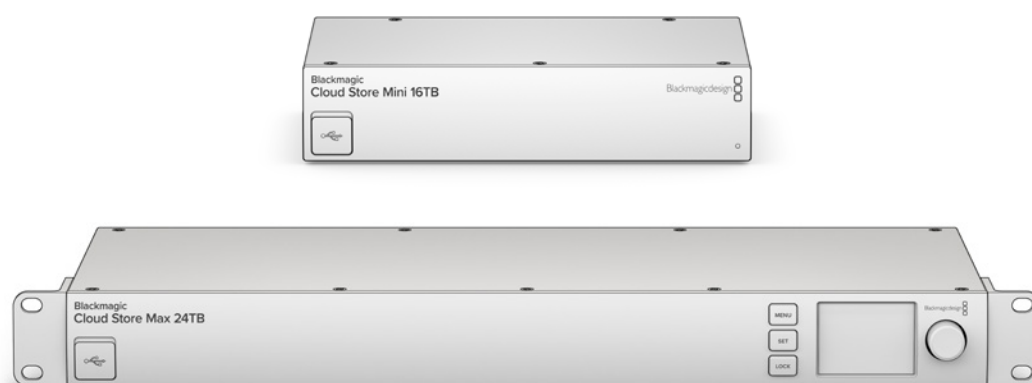 Blackmagic
Cloud Store Mini 16TB
Blackmagicdesign
Blackmagic
Cloud Store Max 24TB
MENU
SET
LOCK
Blackmagicdesign